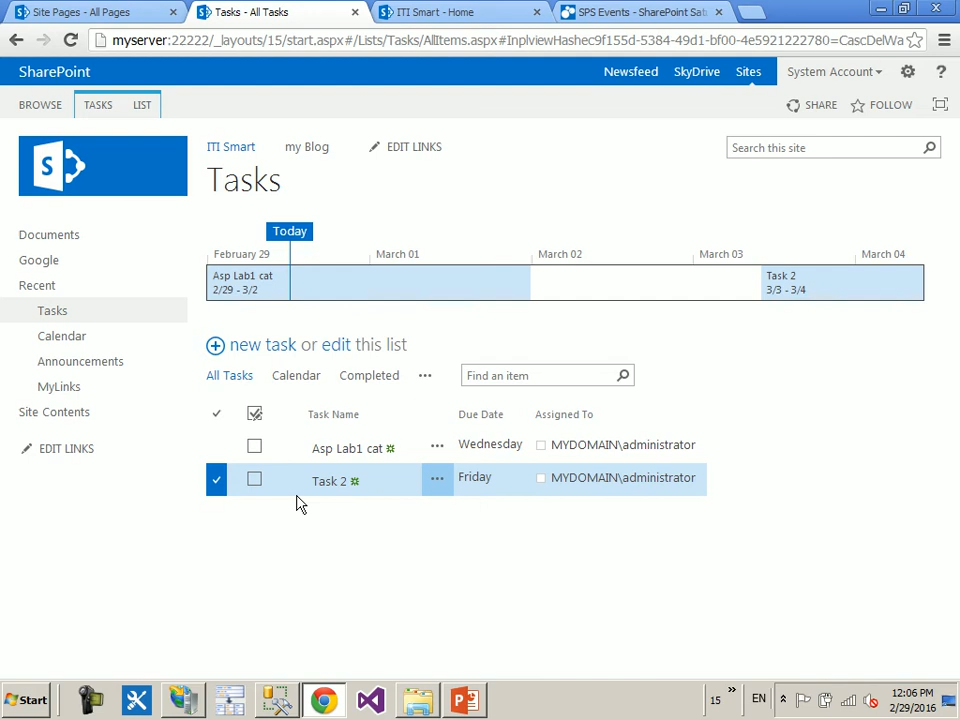 Site Pages - All Pages
Tasks - All Tasks
ITI Smart - Home
SPS Events - SharePoint Sat
myserver:22222/_layouts/15/start.aspx#/Lists/Tasks/AllItems.aspx#InplviewHashec9f155d-5384-49d1-bf00-4e5921222780=CascDelWa
SharePoint
Newsfeed
SkyDrive
Sites
System Account
?
BROWSE
TASKS
LIST
SHARE
FOLLOW
S
ITI Smart
my Blog
EDIT LINKS
Search this site
Tasks
Documents
Google
Recent
Tasks
Calendar
Announcements
MyLinks
Site Contents
EDIT LINKS
Today
February 29
March 01
March 02
March 03
March 04
Asp Lab1 cat
2/29 - 3/2
Task 2
3/3 - 3/4
new task or edit this list
All Tasks
Calendar
Completed
Find an item
Task Name
Due Date
Assigned To
Asp Lab1 cat
Wednesday
MYDOMAIN\administrator
Task 2
Friday
MYDOMAIN\administrator
Start
15
EN
12:06 PM
2/29/2016